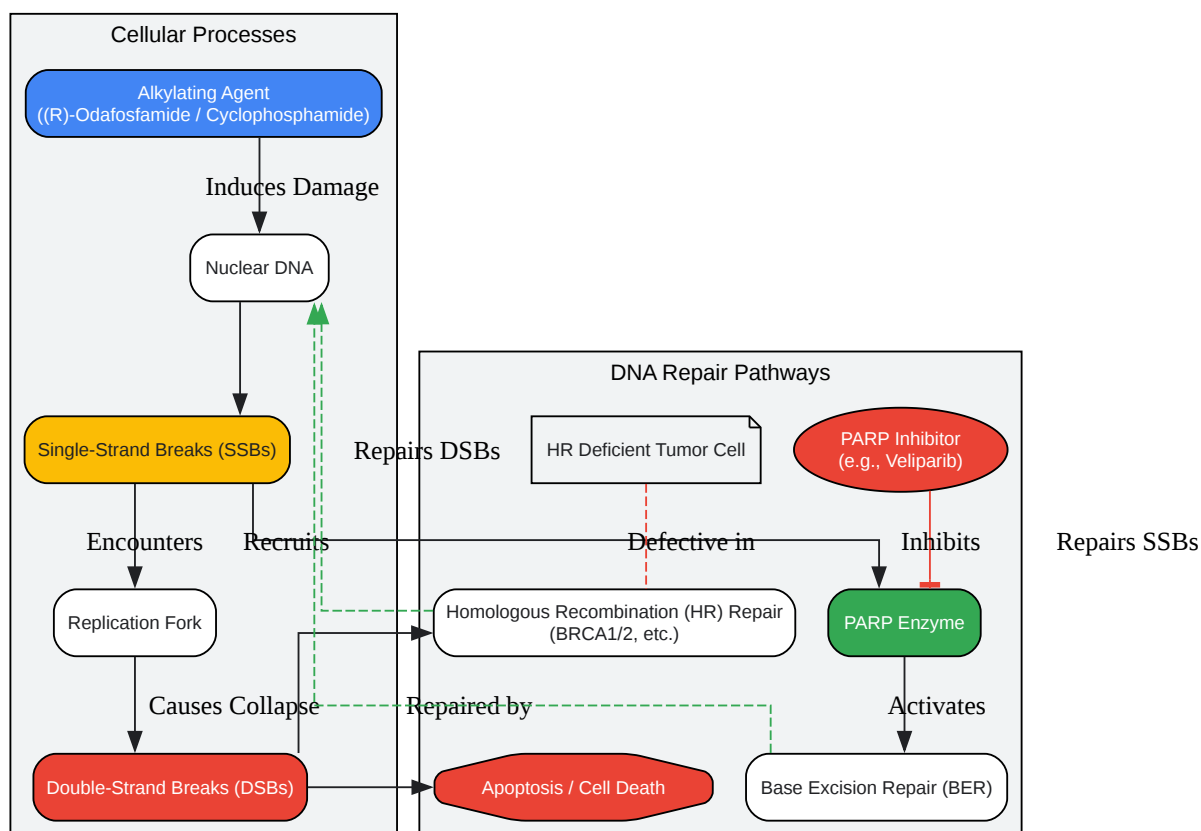 Cellular Processes
Alkylating Agent
((R)-Odafosfamide / Cyclophosphamide)
Induces Damage
Nuclear DNA
DNA Repair Pathways
Single-Strand Breaks (SSBs)
Repairs DSBs
HR Deficient Tumor Cell
PARP Inhibitor
(e.g., Veliparib)
Encounters
Recruits
Defective in
Inhibits
Repairs SSBs
Replication Fork
Homologous Recombination (HR) Repair
(BRCA1/2, etc.)
PARP Enzyme
Causes Collapse
Repaired by
Activates
Double-Strand Breaks (DSBs)
Apoptosis / Cell Death
Base Excision Repair (BER)